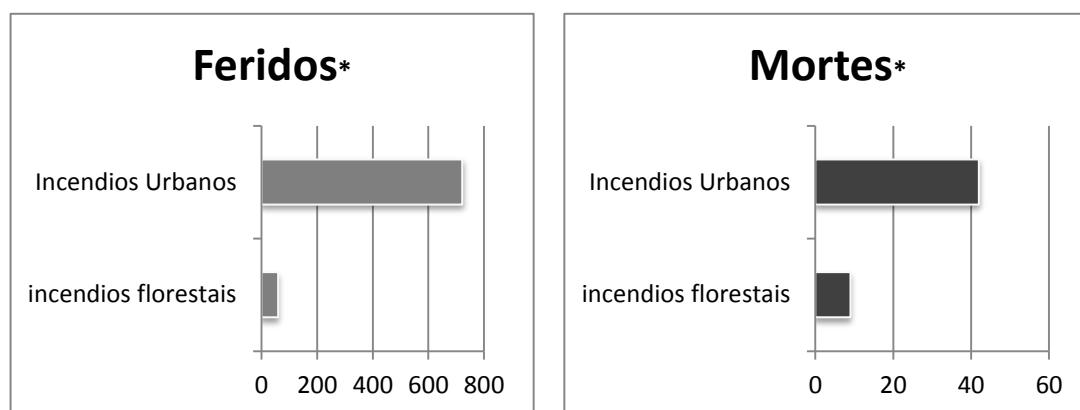 Feridos*
Incendios Urbanos
incendios florestais
0 200 400 600 800
Mortes*
Incendios Urbanos
incendios florestais
0 20 40 60